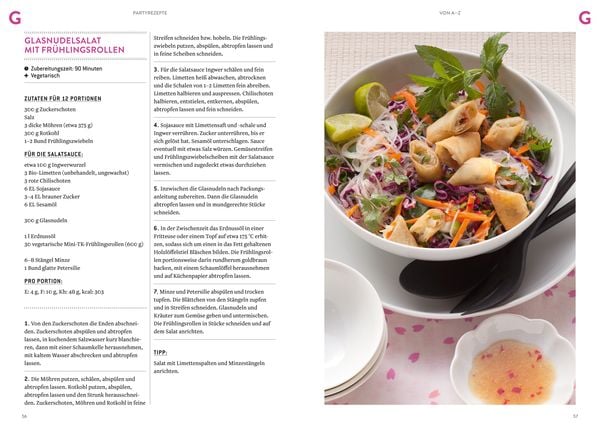 G
PARTYREZEPTE
GLASNUDELSALAT
MIT FRÜHLINGSROLLEN
Zubereitungszeit: 90 Minuten
Vegetarisch
ZUTATEN FÜR 12 PORTIONEN
300 g Zuckerschoten
Salz
3 dicke Möhren (etwa 375 g)
300 g Rotkohl
1–2 Bund Frühlingszwiebeln
FÜR DIE SALATSAUCE:
etwa 100 g Ingwerwurzel
3 Bio-Limetten (unbehandelt, ungewachst)
3 rote Chilischoten
6 EL Sojasauce
3–4 EL brauner Zucker
6 EL Sesamöl
300 g Glasnudeln
1 l Erdnussöl
30 vegetarische Mini-TK-Frühlingsrollen (600 g)
6–8 Stängel Minze
1 Bund glatte Petersilie
PRO PORTION:
E: 4 g, F: 10 g, Kh: 48 g, kcal: 303
1. Von den Zuckerschoten die Enden abschnei-
den. Zuckerschoten abspülen und abtropfen
lassen, in kochendem Salzwasser kurz blanchie-
ren, dann mit einer Schaumkelle herausnehmen,
mit kaltem Wasser abschrecken und abtropfen
lassen.
2. Die Möhren putzen, schälen, abspülen und
abtropfen lassen. Rotkohl putzen, abspülen,
abtropfen lassen und den Strunk herausschnei-
den. Zuckerschoten, Möhren und Rotkohl in feine
Streifen schneiden bzw. hobeln. Die Frühlings-
zwiebeln putzen, abspülen, abtropfen lassen und
in feine Scheiben schneiden.
3. Für die Salatsauce Ingwer schälen und fein
reiben. Limetten heiß abwaschen, abtrocknen
und die Schalen von 1–2 Limetten fein abreiben.
Limetten halbieren und auspressen. Chilischoten
halbieren, entstielen, entkernen, abspülen,
abtropfen lassen und fein schneiden.
4. Sojasauce mit Limettensaft und -schale und
Ingwer verrühren. Zucker unterrühren, bis er
sich gelöst hat. Sesamöl unterschlagen. Sauce
eventuell mit etwas Salz würzen. Gemüsestreifen
und Frühlingszwiebelscheiben mit der Salatsauce
vermischen und zugedeckt etwas durchziehen
lassen.
5. Inzwischen die Glasnudeln nach Packungs-
anleitung zubereiten. Dann die Glasnudeln
abtropfen lassen und in mundgerechte Stücke
schneiden.
6. In der Zwischenzeit das Erdnussöl in einer
Fritteuse oder einem Topf auf etwa 175 °C erhit-
zen, sodass sich um einen in das Fett gehaltenen
Holzlöffelstiel Bläschen bilden. Die Frühlingsrol-
len portionsweise darin rundherum goldbraun
backen, mit einem Schaumlöffel herausnehmen
und auf Küchenpapier abtropfen lassen.
7. Minze und Petersilie abspülen und trocken
tupfen. Die Blättchen von den Stängeln zupfen
und in Streifen schneiden. Glasnudeln und
Kräuter zum Gemüse geben und untermischen.
Die Frühlingsrollen in Stücke schneiden und auf
dem Salat anrichten.
TIPP:
Salat mit Limettenspalten und Minzestängeln
anrichten.
56
VON A–Z
G
57